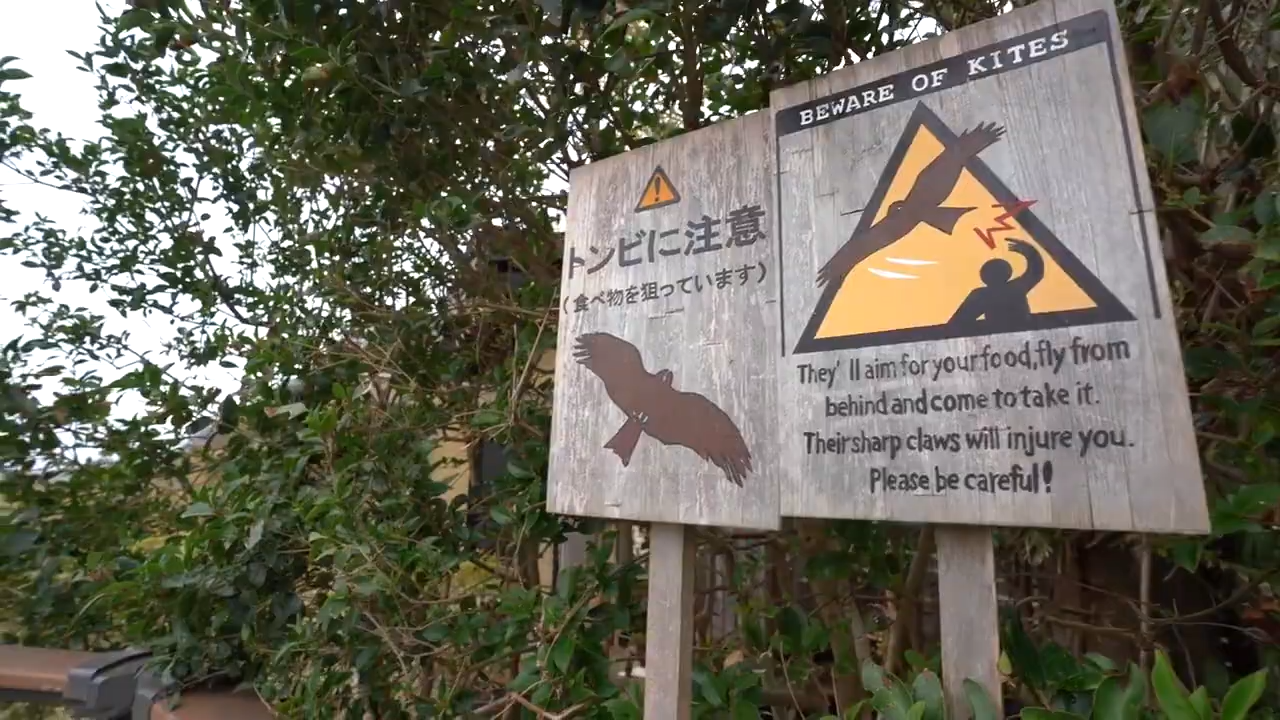 トンビに注意
（食べ物を狙っています）
BEWARE OF KITES
They'll aim for your food, fly from
behind and come to take it.
Their sharp claws will injure you.
Please be careful!